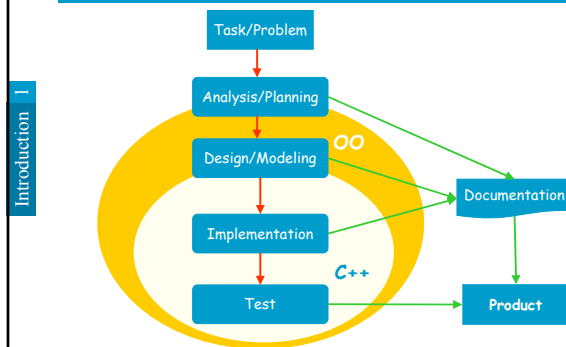 Introduction 1
Task/Problem
Analysis/Planning
OO
Design/Modeling
Documentation
Implementation
C++
Test
Product